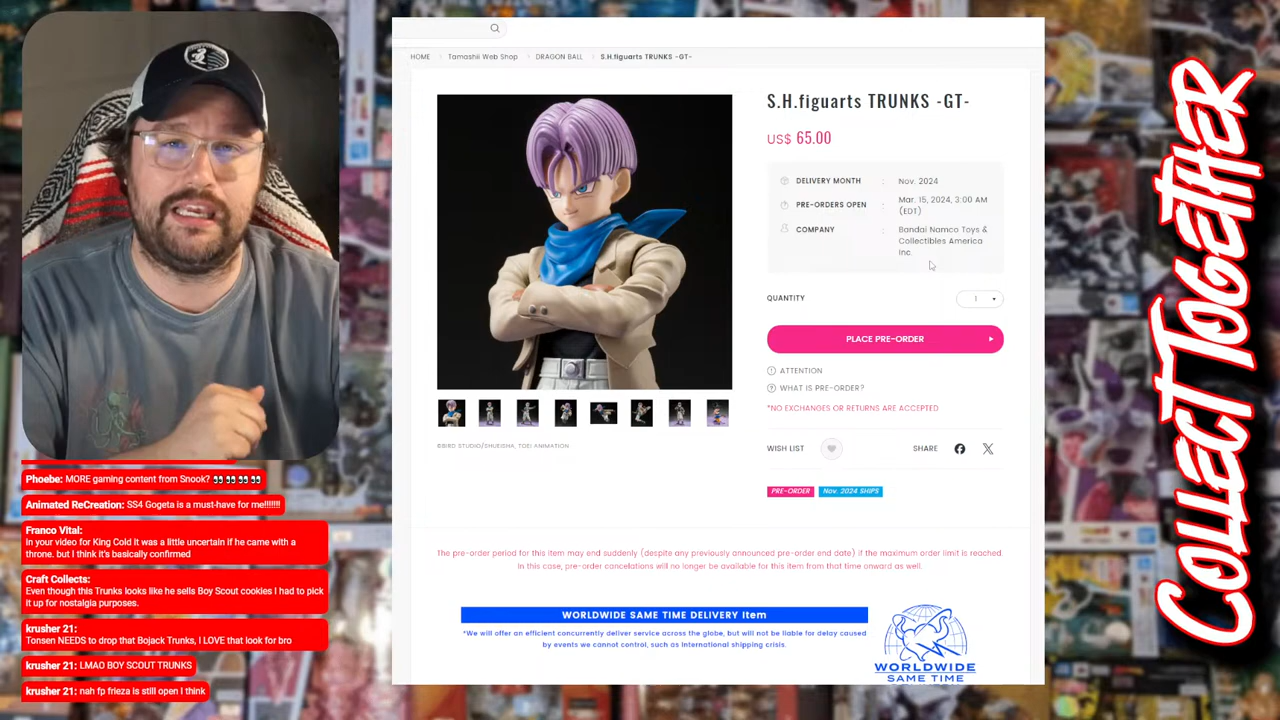 HOME
Tamashii Web Shop
DRAGON BALL
S.H.figuarts TRUNKS -GT-
S.H.figuarts TRUNKS -GT-
US$ 65.00
DELIVERY MONTH : Nov. 2024
PRE-ORDERS OPEN : Mar. 15, 2024, 3:00 AM
(EDT)
COMPANY : Bandai Namco Toys &
Collectibles America
Inc.
QUANTITY 1
PLACE PRE-ORDER
ATTENTION
WHAT IS PRE-ORDER?
*NO EXCHANGES OR RETURNS ARE ACCEPTED
©BIRD STUDIO/SHUEISHA, TOEI ANIMATION
WISH LIST SHARE
PRE-ORDER Nov. 2024 SHIPS
The pre-order period for this item may end suddenly (despite any previously announced pre-order end date) if the maximum order limit is reached.
In this case, pre-order cancelations will no longer be available for this item from that time onward as well.
WORLDWIDE SAME TIME DELIVERY Item
*We will offer an efficient concurrently deliver service across the globe, but will not be liable for delay caused
by events we cannot control, such as international shipping crisis.
WORLDWIDE
SAME TIME
Phoebe: MORE gaming content from Snook? 👀👀👀👀
Animated ReCreation: SS4 Gogeta is a must-have for me!!!!!!!
Franco Vital:
In your video for King Cold it was a little uncertain if he came with a
throne. but I think it's basically confirmed
Craft Collects:
Even though this Trunks looks like he sells Boy Scout cookies I had to pick
it up for nostalgia purposes.
krusher 21:
Tonsen NEEDS to drop that Bojack Trunks, I LOVE that look for bro
krusher 21: LMAO BOY SCOUT TRUNKS
krusher 21: nah fp frieza is still open I think
COLLECT TOGETHER